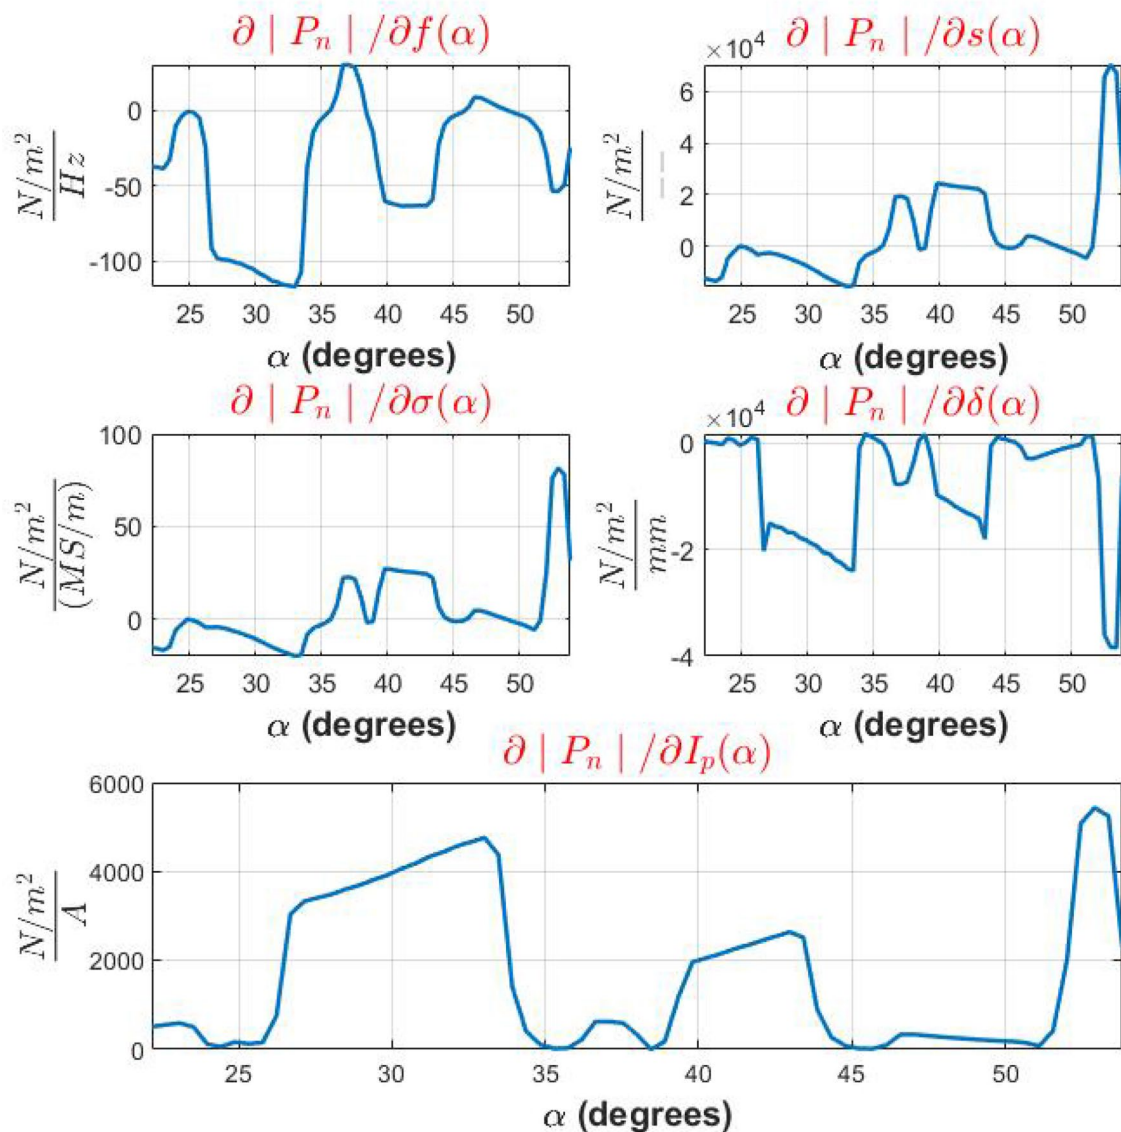 ∂ | Pₙ | /∂f(α)
0
-50
-100
N/m²
Hz
25 30 35 40 45 50
α (degrees)
×10⁴ ∂ | Pₙ | /∂s(α)
6
4
2
0
N/m²
25 30 35 40 45 50
α (degrees)
∂ | Pₙ | /∂σ(α)
100
50
0
N/m²
(MS/m)
25 30 35 40 45 50
α (degrees)
×10⁴ ∂ | Pₙ | /∂δ(α)
0
-2
-4
N/m²
mm
25 30 35 40 45 50
α (degrees)
∂ | Pₙ | /∂Iₚ(α)
6000
4000
2000
0
N/m²
A
25 30 35 40 45 50
α (degrees)